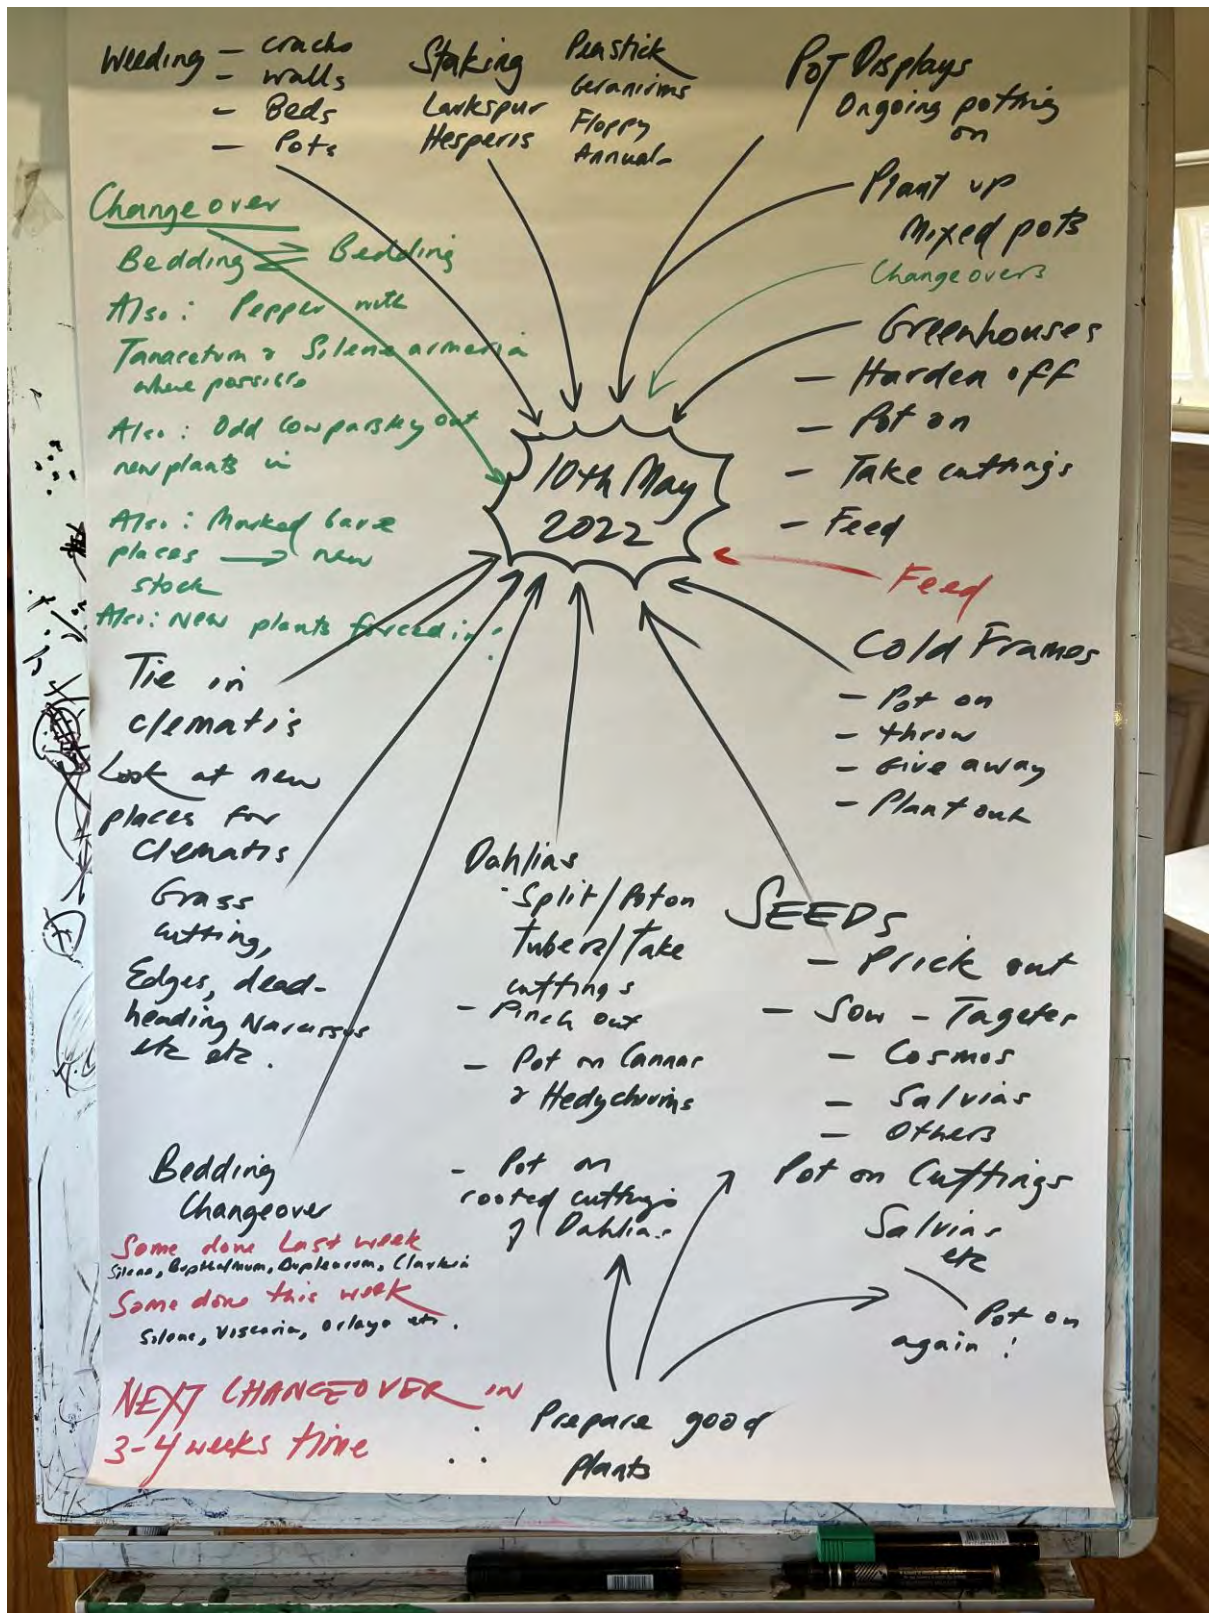 Weeding - cracks
- walls
- Beds
- Pots
Staking
Larkspur
Hesperis
Peastick
Geraniums
Floppy
Annuals
Pot Displays
Ongoing potting
on
Plant up
Mixed pots
Changeovers
Greenhouses
- Harden off
- Pot on
- Take cuttings
- Feed
Feed
Cold Frames
- Pot on
- throw
- Give away
- Plant out
Changeover
Bedding ⇌ Bedding
Also: Pepper with
Tanacetum & Silene armeria
where possible
Also: Odd cowparsley out
new plants in
Also: Marked bare
places → new
stock
Also: New plants forced in
10th May
2022
Tie in
clematis
Look at new
places for
Clematis
Grass
cutting,
Edges, dead-
heading Narcissus
etc etc.
Bedding
Changeover
Some done Last week
Silene, Bupthalmum, Bupleurum, Clarkia
Some done this week
Silene, Viscaria, Orlaya etc.
NEXT CHANGEOVER in
3-4 weeks time
Dahlias
- Split/Pot on
tubers/Take
cuttings
- Pinch out
- Pot on Cannas
& Hedychiums
- Pot on
rooted cuttings
of Dahlias
SEEDS
- Prick out
- Sow - Tagetes
- Cosmos
- Salvias
- Others
Pot on Cuttings
Salvias
etc
Pot on
again!
Prepare good
plants